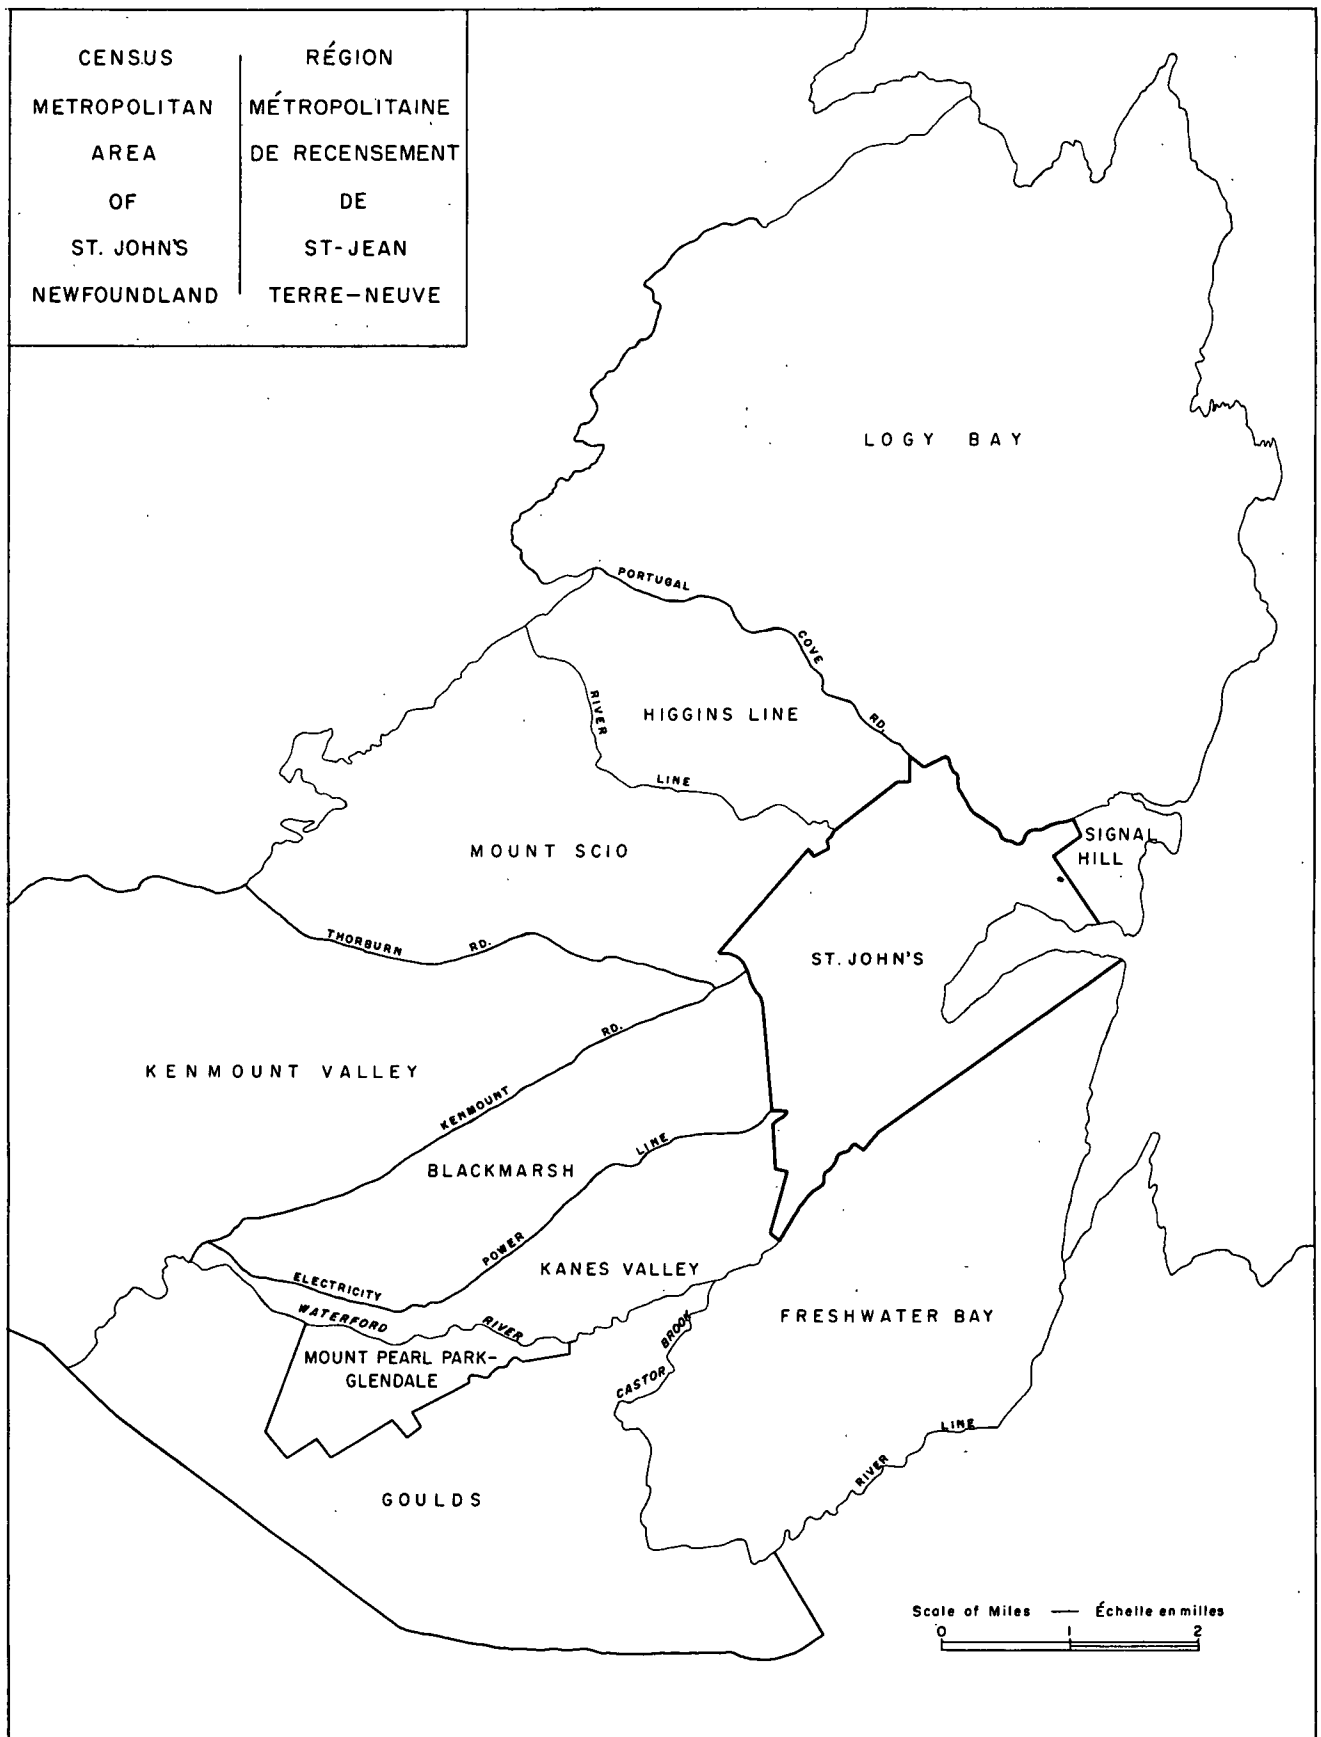 CENSUS
METROPOLITAN
AREA
OF
ST. JOHN'S
NEWFOUNDLAND
RÉGION
MÉTROPOLITAINE
DE RECENSEMENT
DE
ST-JEAN
TERRE-NEUVE
LOGY BAY
PORTUGAL COVE RD.
RIVER LINE
HIGGINS LINE
MOUNT SCIO
SIGNAL
HILL
THORBURN RD.
ST. JOHN'S
KENMOUNT RD.
KENMOUNT VALLEY
BLACKMARSH
ELECTRICITY POWER LINE
KANES VALLEY
WATERFORD RIVER
FRESHWATER BAY
MOUNT PEARL PARK-
GLENDALE
CASTOR BROOK
RIVER LINE
GOULDS
Scale of Miles — Échelle en milles
0 1 2